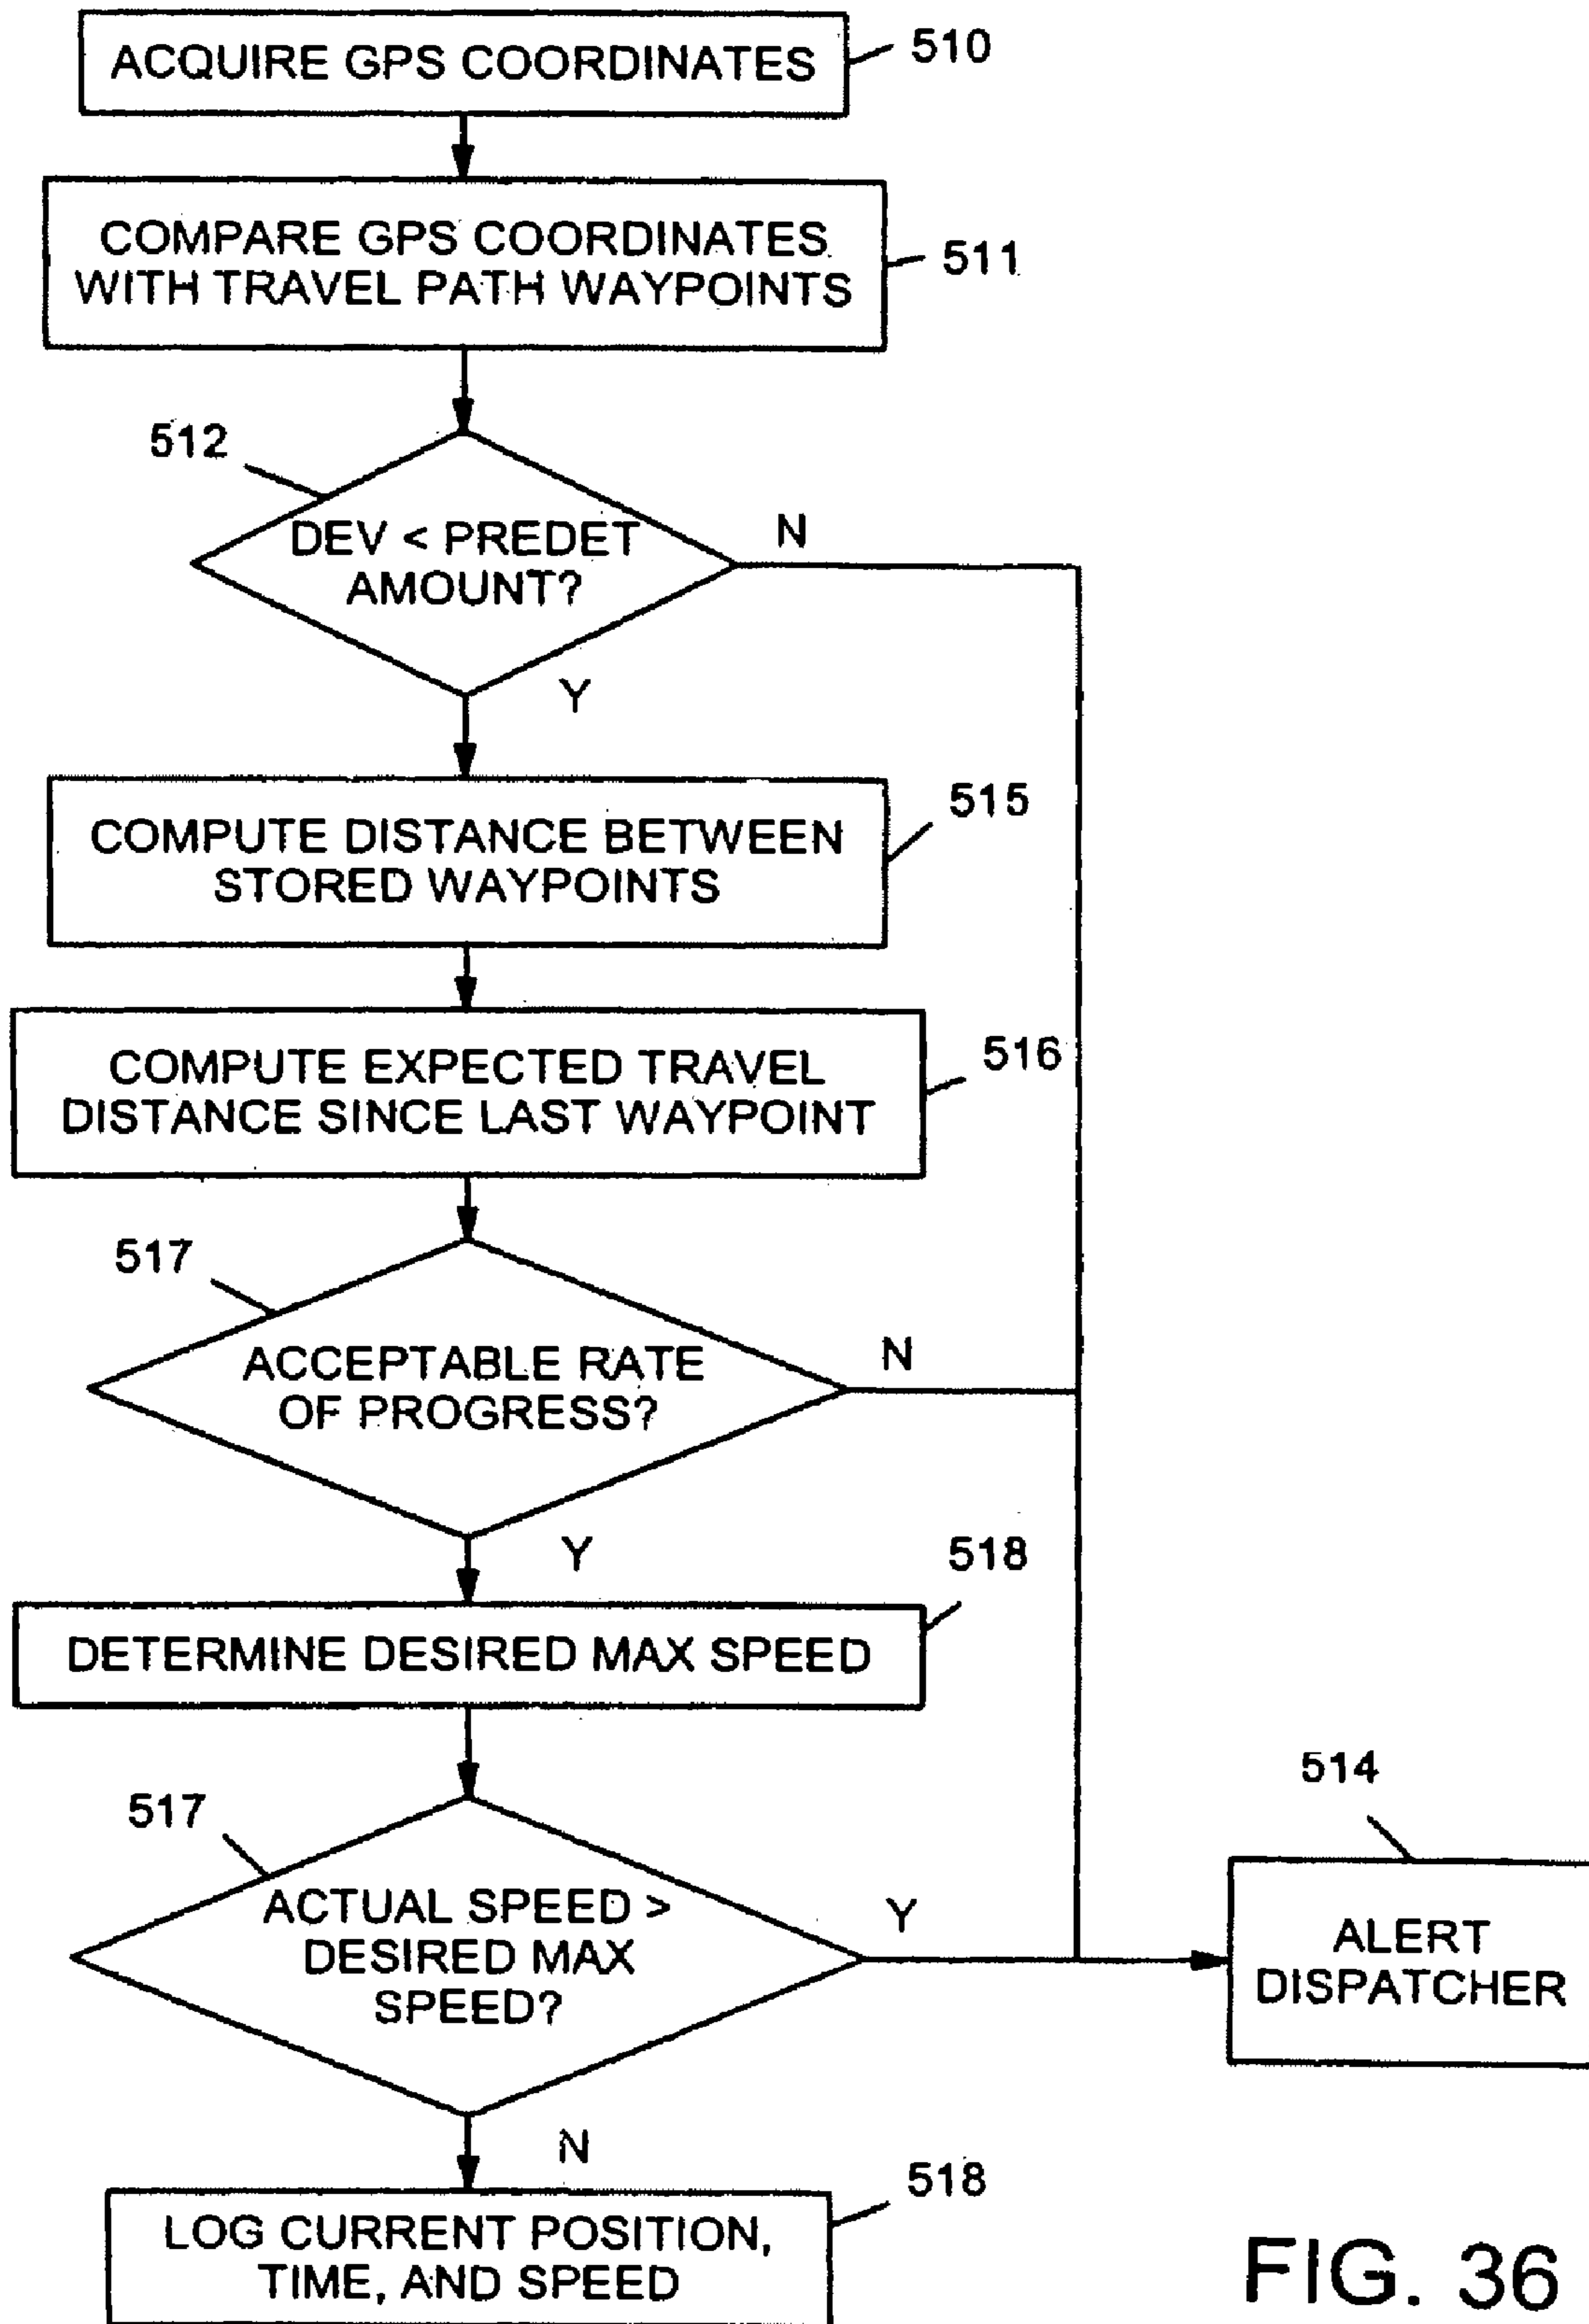 ACQUIRE GPS COORDINATES
510
COMPARE GPS COORDINATES
WITH TRAVEL PATH WAYPOINTS
511
512
DEV < PREDET
AMOUNT?
N
Y
515
COMPUTE DISTANCE BETWEEN
STORED WAYPOINTS
516
COMPUTE EXPECTED TRAVEL
DISTANCE SINCE LAST WAYPOINT
517
ACCEPTABLE RATE
OF PROGRESS?
N
Y
518
DETERMINE DESIRED MAX SPEED
517
ACTUAL SPEED >
DESIRED MAX
SPEED?
Y
514
ALERT
DISPATCHER
N
518
LOG CURRENT POSITION,
TIME, AND SPEED
FIG. 36